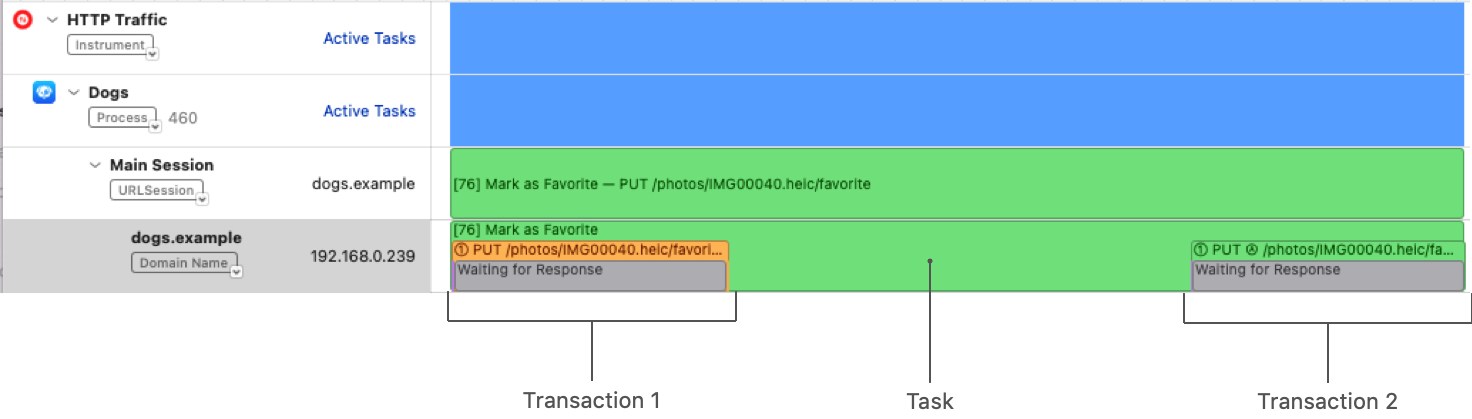 HTTP Traffic
Instrument
Active Tasks
Dogs
Process 460
Active Tasks
Main Session
URLSession
dogs.example
[76] Mark as Favorite — PUT /photos/IMG00040.heic/favorite
dogs.example
Domain Name
192.168.0.239
[76] Mark as Favorite
① PUT /photos/IMG00040.heic/favori...
Waiting for Response
① PUT /photos/IMG00040.heic/fa...
Waiting for Response
Transaction 1
Task
Transaction 2